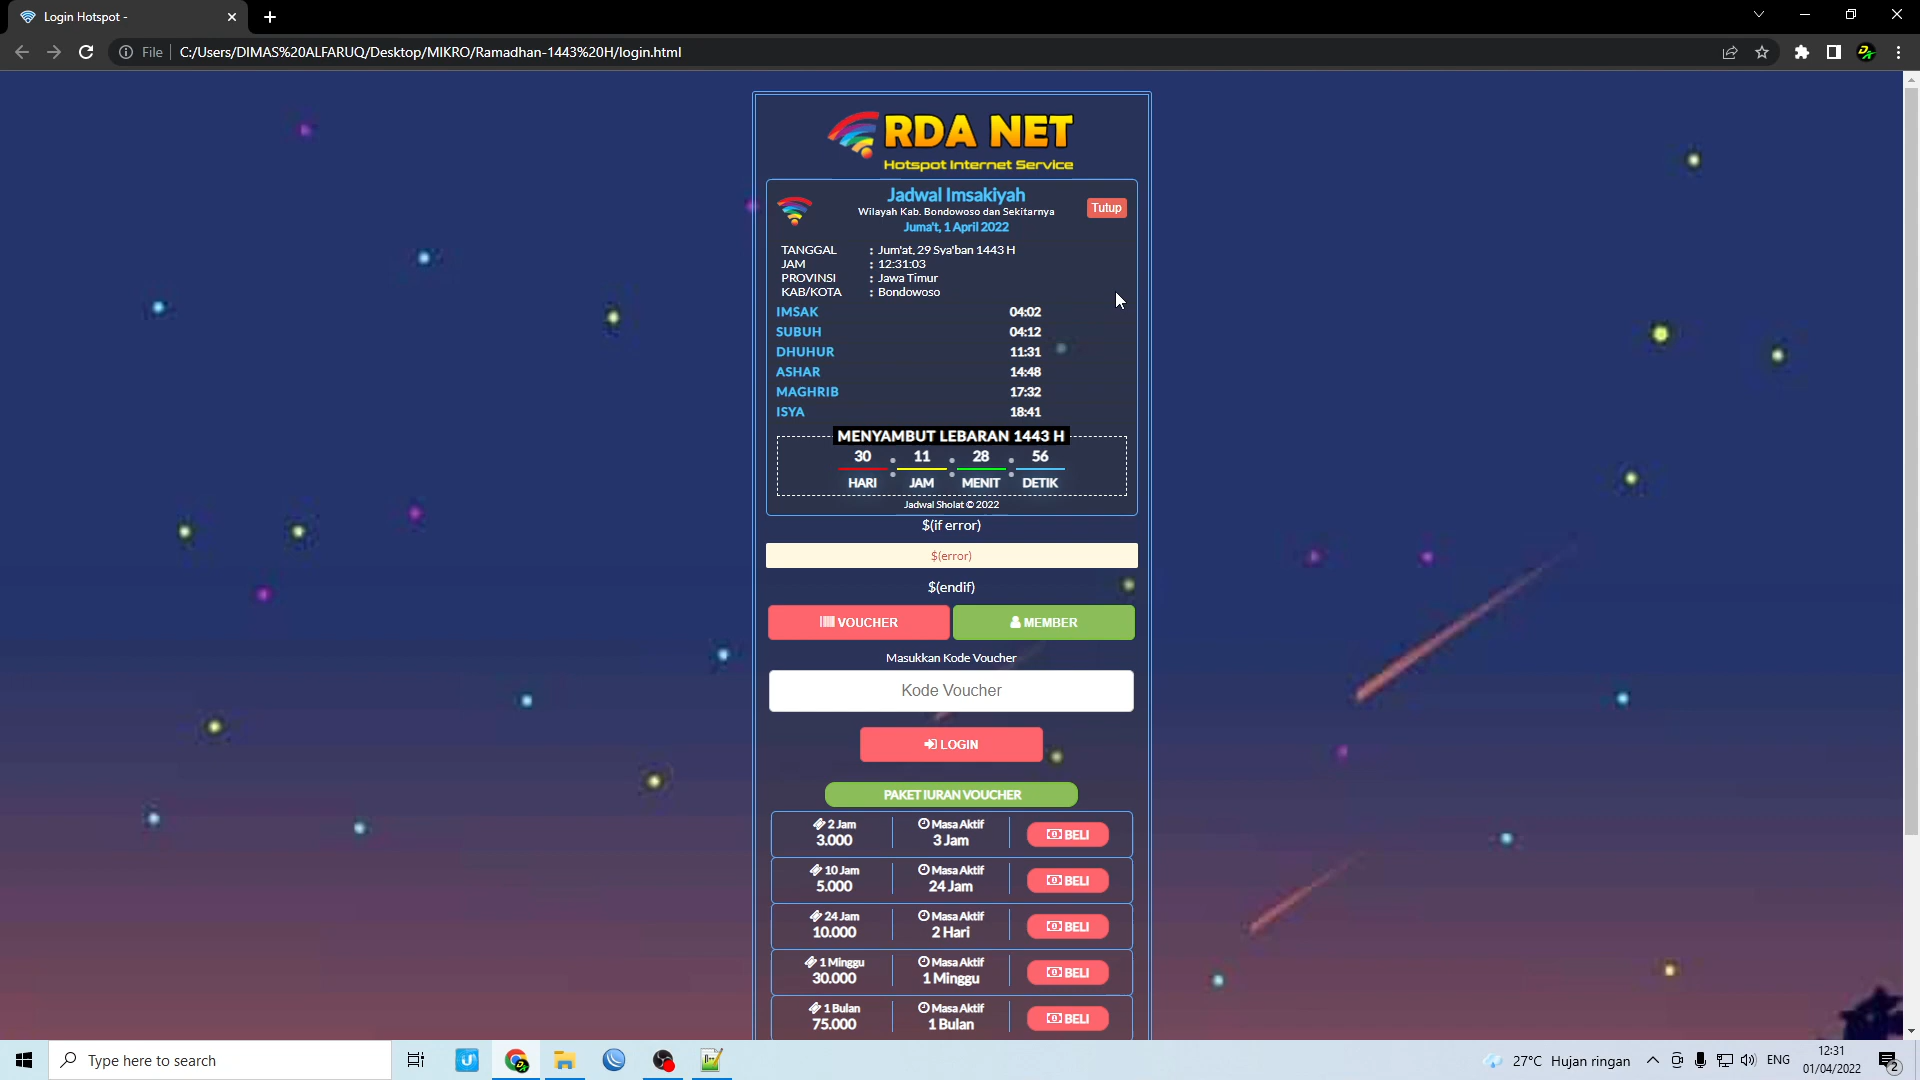 Login Hotspot -
File
C:/Users/DIMAS%20ALFARUQ/Desktop/MIKRO/Ramadhan-1443%20H/login.html
RDA NET
Hotspot Internet Service
Jadwal Imsakiyah
Wilayah Kab. Bondowoso dan Sekitarnya
Juma't, 1 April 2022
Tutup
TANGGAL : Jum'at, 29 Sya'ban 1443 H
JAM : 12:31:03
PROVINSI : Jawa Timur
KAB/KOTA : Bondowoso
IMSAK 04:02
SUBUH 04:12
DHUHUR 11:31
ASHAR 14:48
MAGHRIB 17:32
ISYA 18:41
MENYAMBUT LEBARAN 1443 H
30 : 11 : 28 : 56
HARI JAM MENIT DETIK
Jadwal Sholat © 2022
$(if error)
$(error)
$(endif)
VOUCHER
MEMBER
Masukkan Kode Voucher
Kode Voucher
LOGIN
PAKET IURAN VOUCHER
2 Jam Masa Aktif
3.000 3 Jam BELI
10 Jam Masa Aktif
5.000 24 Jam BELI
24 Jam Masa Aktif
10.000 2 Hari BELI
1 Minggu Masa Aktif
30.000 1 Minggu BELI
1 Bulan Masa Aktif
75.000 1 Bulan BELI
Type here to search
27°C Hujan ringan
ENG
12:31
01/04/2022
2